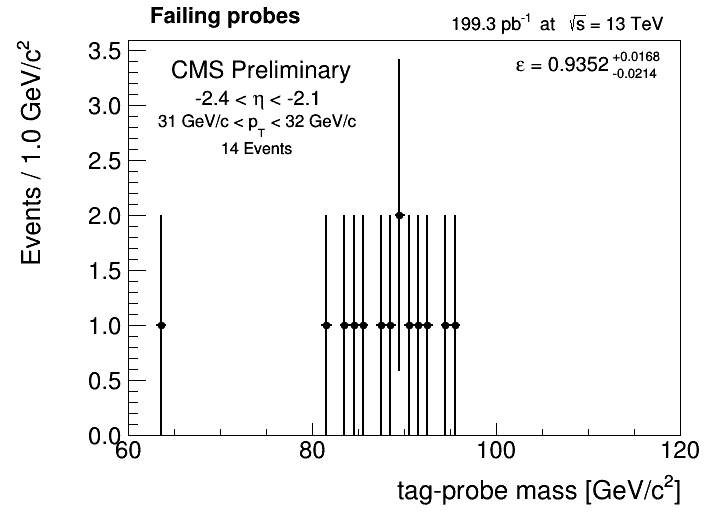 Failing probes
199.3 pb-1 at √s = 13 TeV
CMS Preliminary
-2.4 < η < -2.1
31 GeV/c < pT < 32 GeV/c
14 Events
ε = 0.9352 +0.0168 -0.0214
Events / 1.0 GeV/c2
3.5
3.0
2.5
2.0
1.5
1.0
0.5
0.0
60 80 100 120
tag-probe mass [GeV/c2]